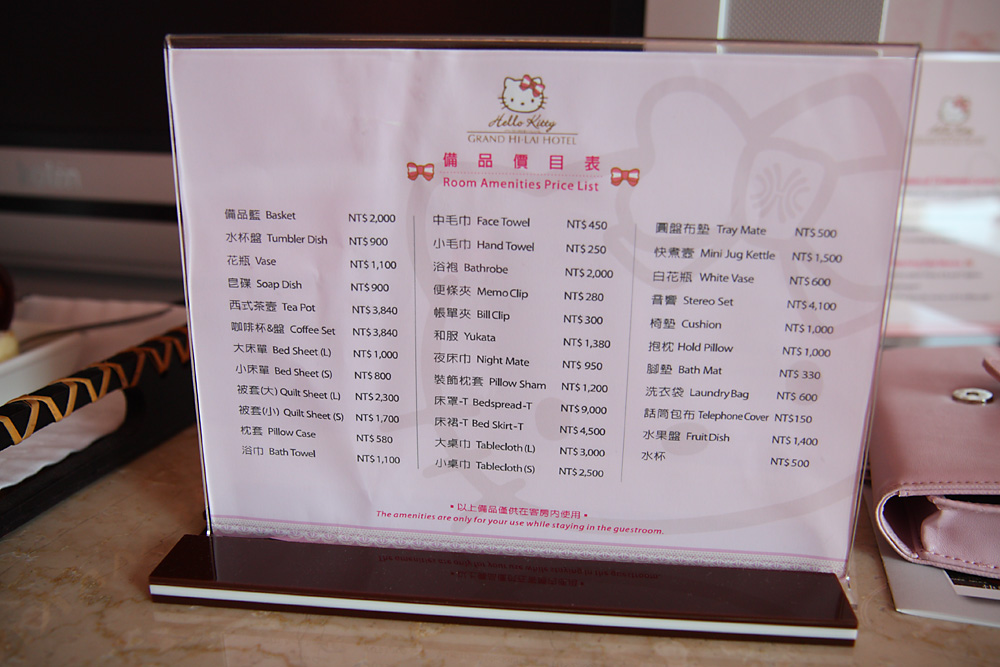 Hello Kitty
GRAND HI-LAI HOTEL
備品價目表
Room Amenities Price List
備品籃 Basket NT$2,000
水杯盤 Tumbler Dish NT$900
花瓶 Vase NT$1,100
皂碟 Soap Dish NT$900
西式茶壺 Tea Pot NT$3,840
咖啡杯&盤 Coffee Set NT$3,840
大床單 Bed Sheet (L) NT$1,000
小床單 Bed Sheet (S) NT$800
被套(大) Quilt Sheet (L) NT$2,300
被套(小) Quilt Sheet (S) NT$1,700
枕套 Pillow Case NT$580
浴巾 Bath Towel NT$1,100
中毛巾 Face Towel NT$450
小毛巾 Hand Towel NT$250
浴袍 Bathrobe NT$2,000
便條夾 Memo Clip NT$280
帳單夾 Bill Clip NT$300
和服 Yukata NT$1,380
夜床巾 Night Mate NT$950
裝飾枕套 Pillow Sham NT$1,200
床罩-T Bedspread-T NT$9,000
床裙-T Bed Skirt-T NT$4,500
大桌巾 Tablecloth (L) NT$3,000
小桌巾 Tablecloth (S) NT$2,500
圓盤布墊 Tray Mate NT$500
快煮壺 Mini Jug Kettle NT$1,500
白花瓶 White Vase NT$600
音響 Stereo Set NT$4,100
椅墊 Cushion NT$1,000
抱枕 Hold Pillow NT$1,000
腳墊 Bath Mat NT$330
洗衣袋 Laundry Bag NT$600
話筒包布 Telephone Cover NT$150
水果盤 Fruit Dish NT$1,400
水杯 NT$500
• 以上備品僅供在客房內使用 •
The amenities are only for your use while staying in the guestroom.